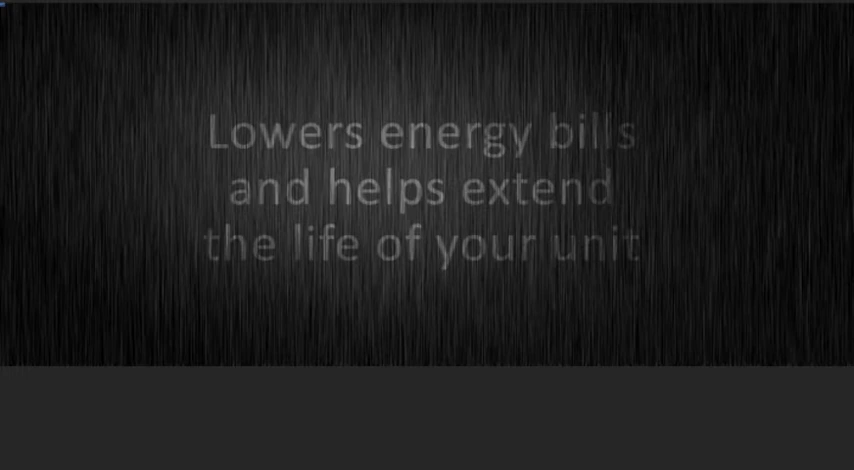 Lowers energy bills
and helps extend
the life of your unit